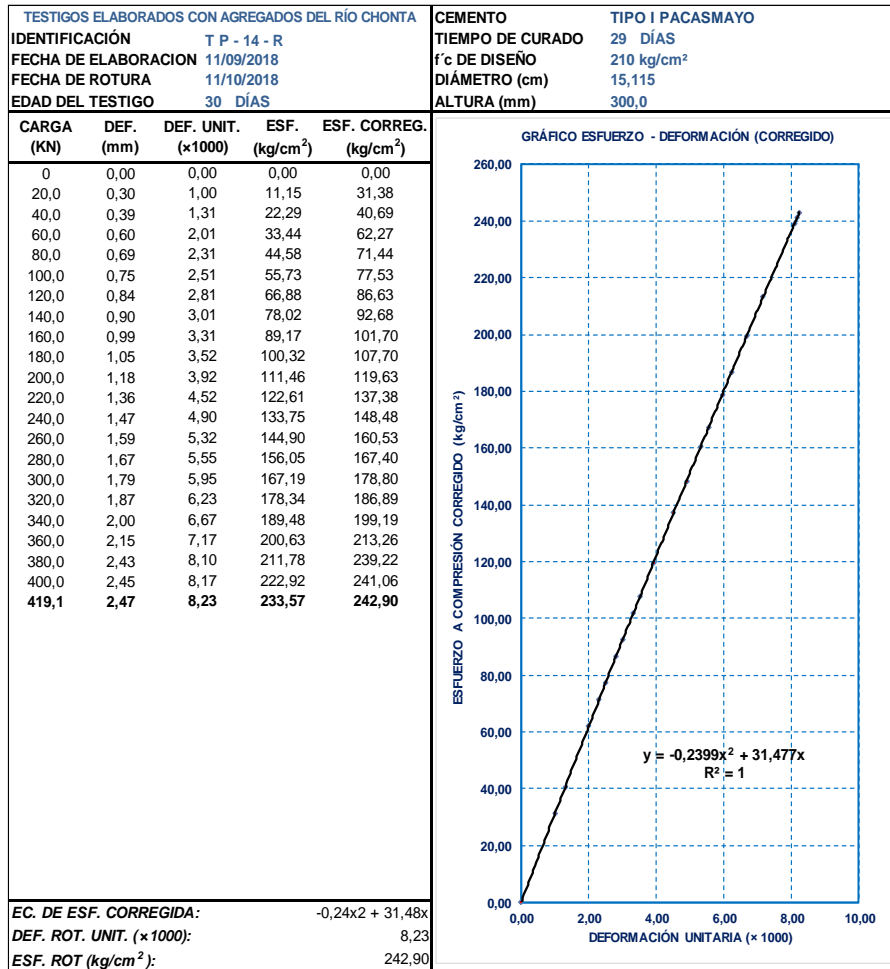 TESTIGOS ELABORADOS CON AGREGADOS DEL RÍO CHONTA
IDENTIFICACIÓN T P - 14 - R
FECHA DE ELABORACION 11/09/2018
FECHA DE ROTURA 11/10/2018
EDAD DEL TESTIGO 30 DÍAS
CEMENTO TIPO I PACASMAYO
TIEMPO DE CURADO 29 DÍAS
f´c DE DISEÑO 210 kg/cm²
DIÁMETRO (cm) 15,115
ALTURA (mm) 300,0
CARGA DEF. DEF. UNIT. ESF. ESF. CORREG.
(KN) (mm) (×1000) (kg/cm²) (kg/cm²)
0 0,00 0,00 0,00 0,00
20,0 0,30 1,00 11,15 31,38
40,0 0,39 1,31 22,29 40,69
60,0 0,60 2,01 33,44 62,27
80,0 0,69 2,31 44,58 71,44
100,0 0,75 2,51 55,73 77,53
120,0 0,84 2,81 66,88 86,63
140,0 0,90 3,01 78,02 92,68
160,0 0,99 3,31 89,17 101,70
180,0 1,05 3,52 100,32 107,70
200,0 1,18 3,92 111,46 119,63
220,0 1,36 4,52 122,61 137,38
240,0 1,47 4,90 133,75 148,48
260,0 1,59 5,32 144,90 160,53
280,0 1,67 5,55 156,05 167,40
300,0 1,79 5,95 167,19 178,80
320,0 1,87 6,23 178,34 186,89
340,0 2,00 6,67 189,48 199,19
360,0 2,15 7,17 200,63 213,26
380,0 2,43 8,10 211,78 239,22
400,0 2,45 8,17 222,92 241,06
419,1 2,47 8,23 233,57 242,90
EC. DE ESF. CORREGIDA: -0,24x2 + 31,48x
DEF. ROT. UNIT. (×1000): 8,23
ESF. ROT (kg/cm²): 242,90
GRÁFICO ESFUERZO - DEFORMACIÓN (CORREGIDO)
ESFUERZO A COMPRESIÓN CORREGIDO (kg/cm²)
260,00
240,00
220,00
200,00
180,00
160,00
140,00
120,00
100,00
80,00
60,00
40,00
20,00
0,00
y = -0,2399x² + 31,477x
R² = 1
0,00 2,00 4,00 6,00 8,00 10,00
DEFORMACIÓN UNITARIA (× 1000)